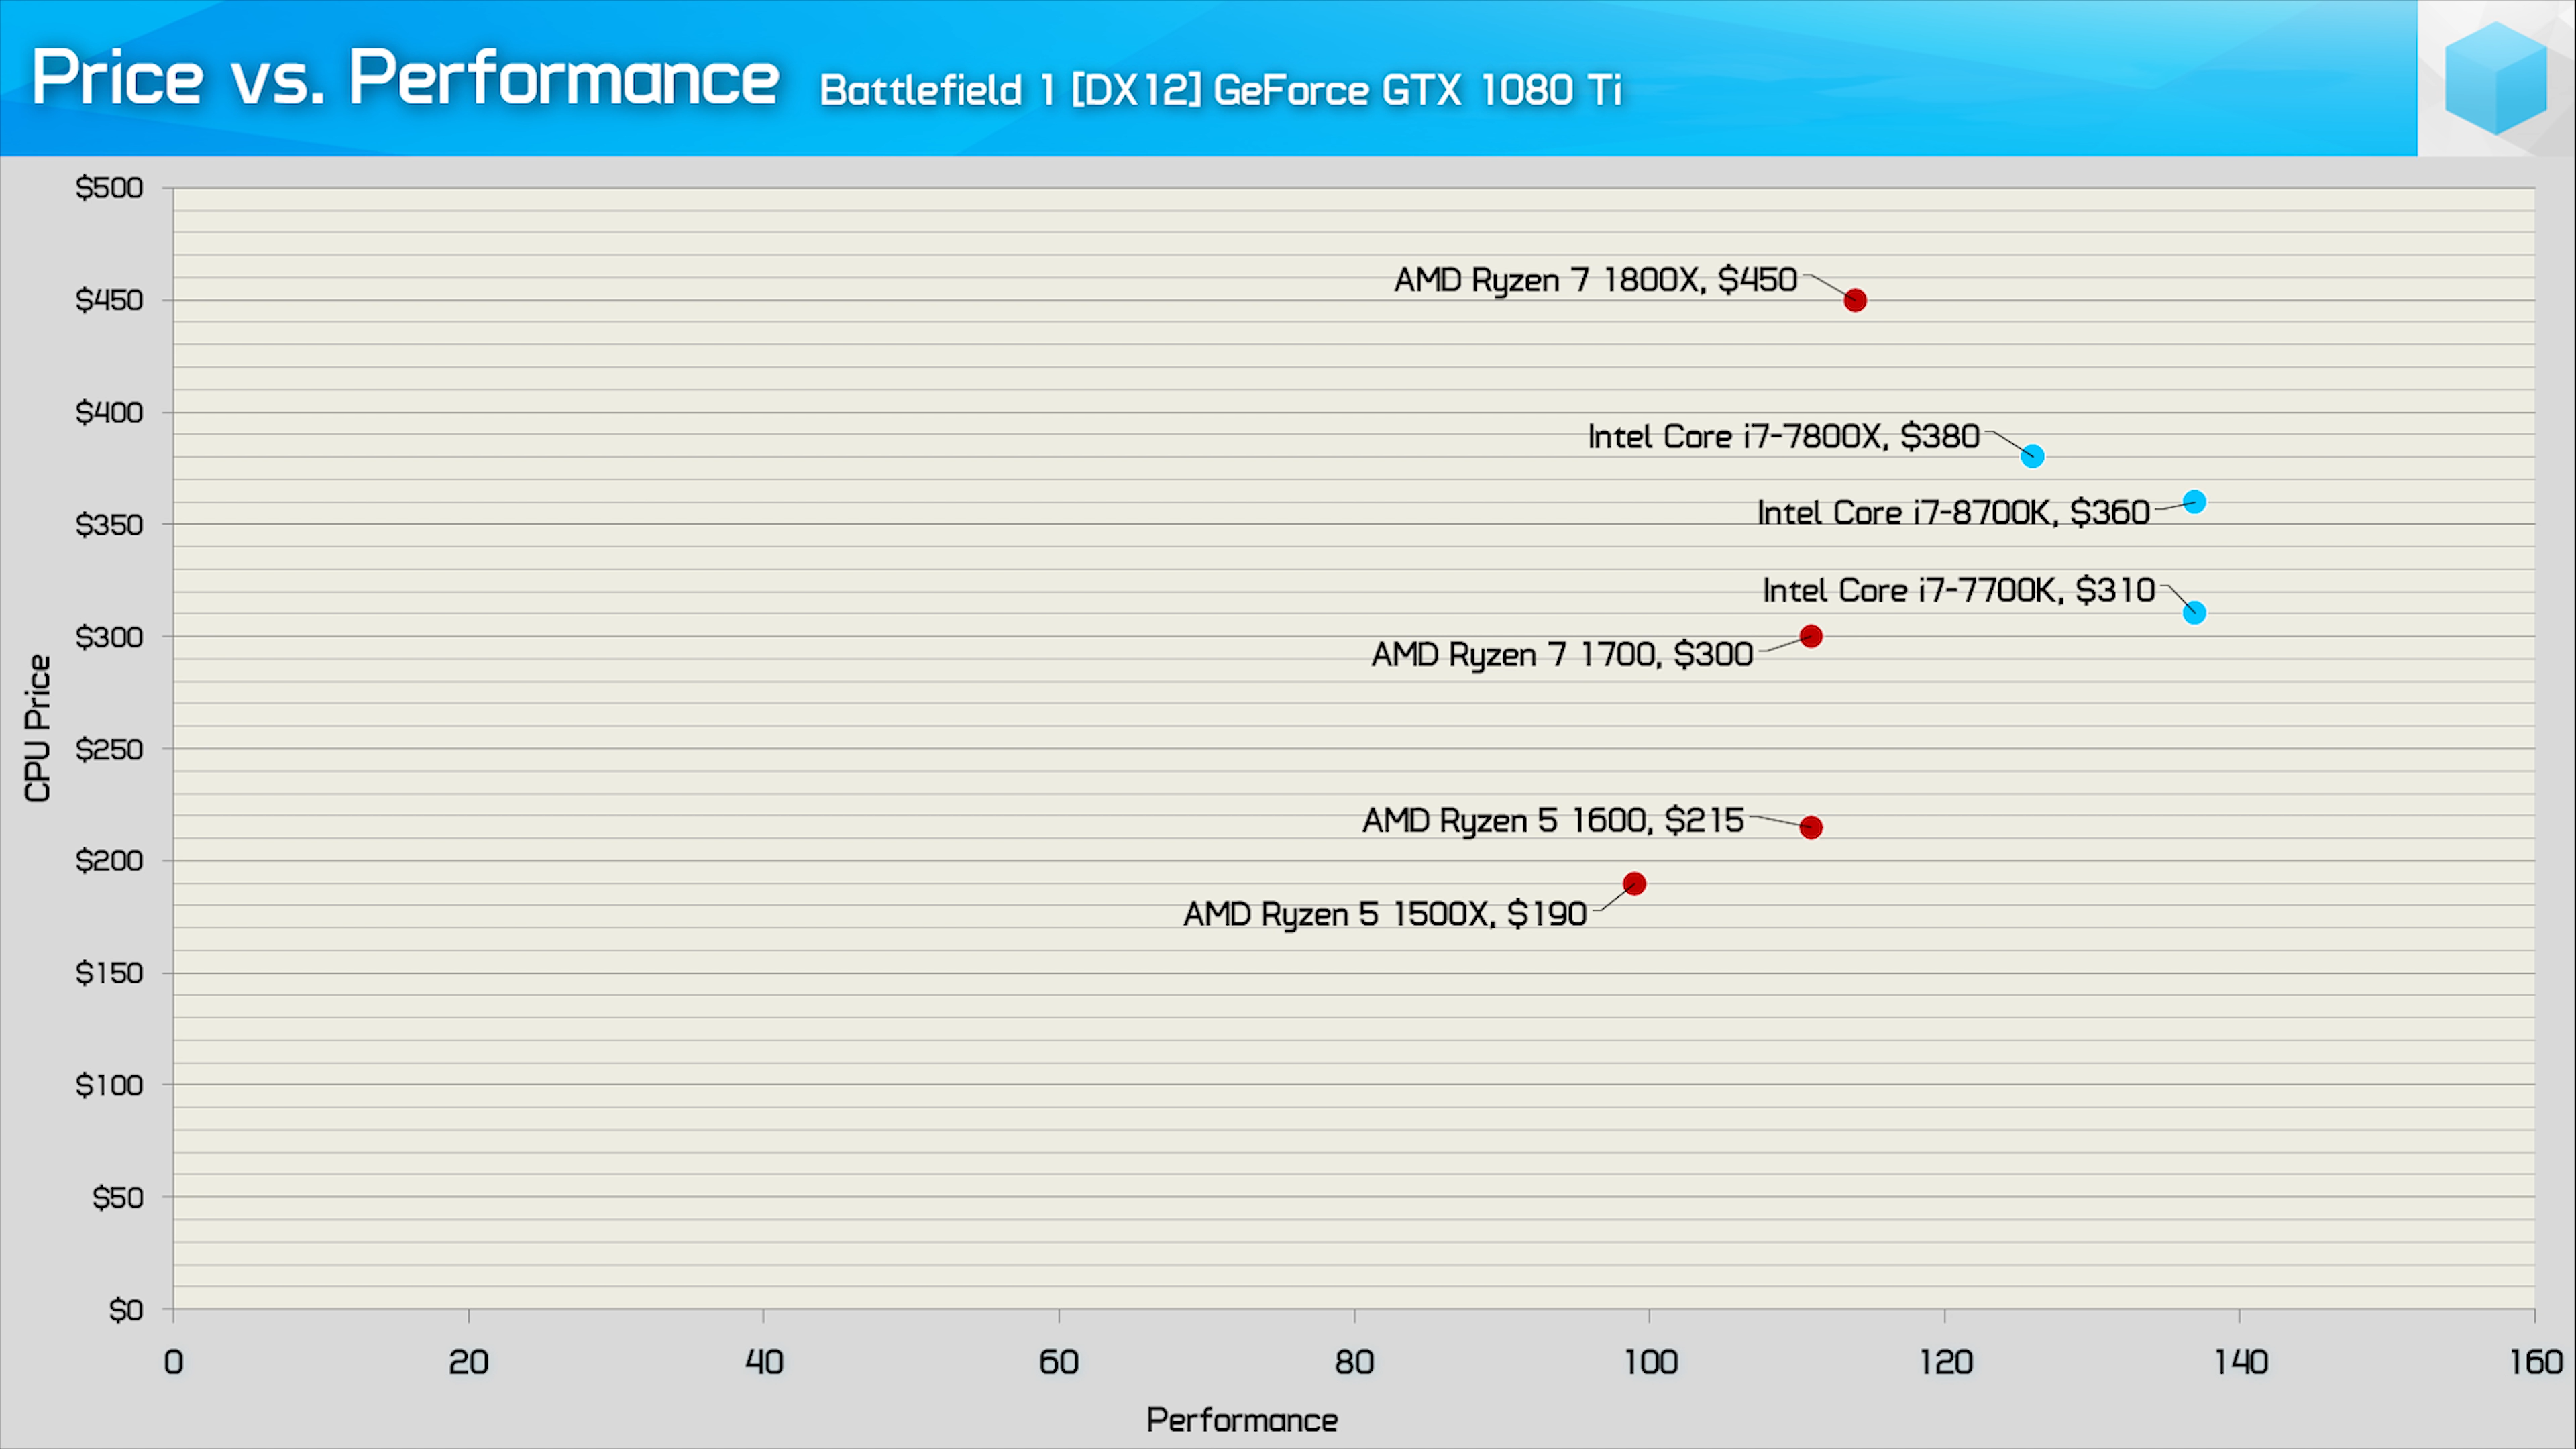 Price vs. Performance Battlefield 1 [DX12] GeForce GTX 1080 Ti
$500
AMD Ryzen 7 1800X, $450
$450
$400
Intel Core i7-7800X, $380
Intel Core i7-8700K, $360
$350
Intel Core i7-7700K, $310
$300
AMD Ryzen 7 1700, $300
CPU Price
$250
AMD Ryzen 5 1600, $215
$200
AMD Ryzen 5 1500X, $190
$150
$100
$50
$0
0 20 40 60 80 100 120 140 160
Performance